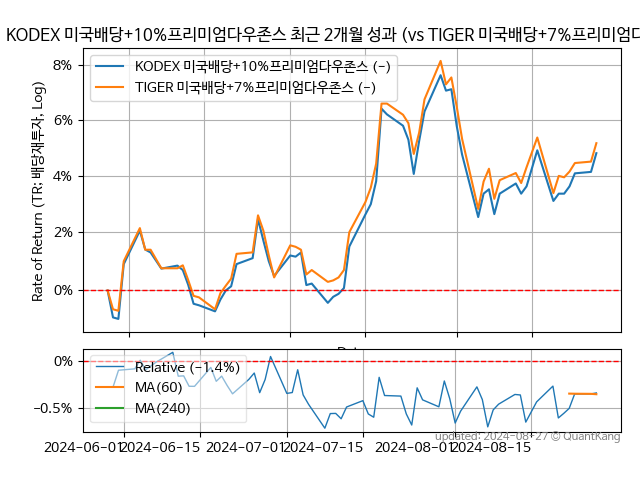 KODEX 미국배당+10%프리미엄다우존스 최근 2개월 성과 (vs TIGER 미국배당+7%프리미엄다
8%
6%
4%
2%
0%
Rate of Return (TR: 배당재투자, Log)
KODEX 미국배당+10%프리미엄다우존스 (-)
TIGER 미국배당+7%프리미엄다우존스 (-)
0%
−0.5%
Relative (−1.4%)
MA(60)
MA(240)
updated: 2024-08-27 © QuantKang
2024-06-01 2024-06-15 2024-07-01 2024-07-15 2024-08-01 2024-08-15